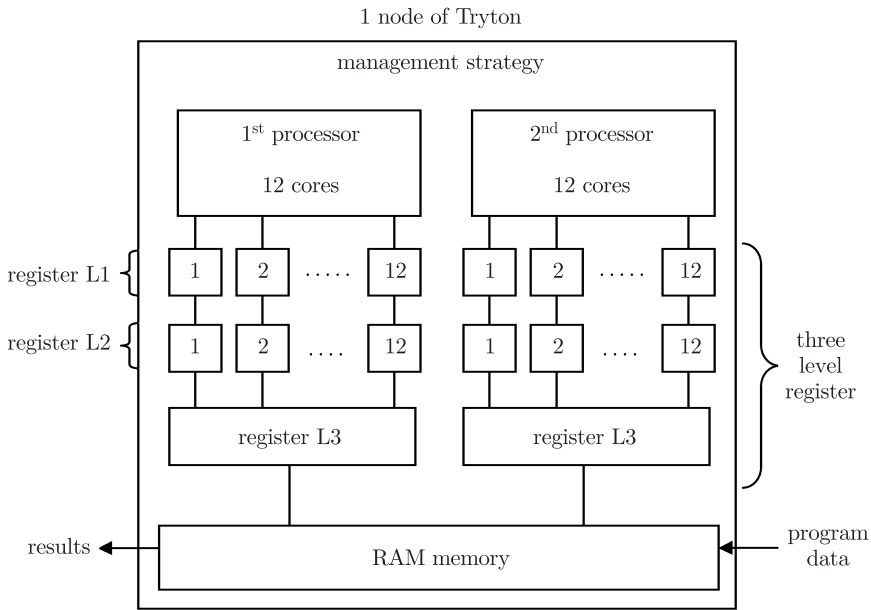 1 node of Tryton
management strategy
1st processor
12 cores
2nd processor
12 cores
register L1
1 2 ..... 12
1 2 ..... 12
register L2
1 2 .... 12
1 2 .... 12
three
level
register
register L3
register L3
results
RAM memory
program
data